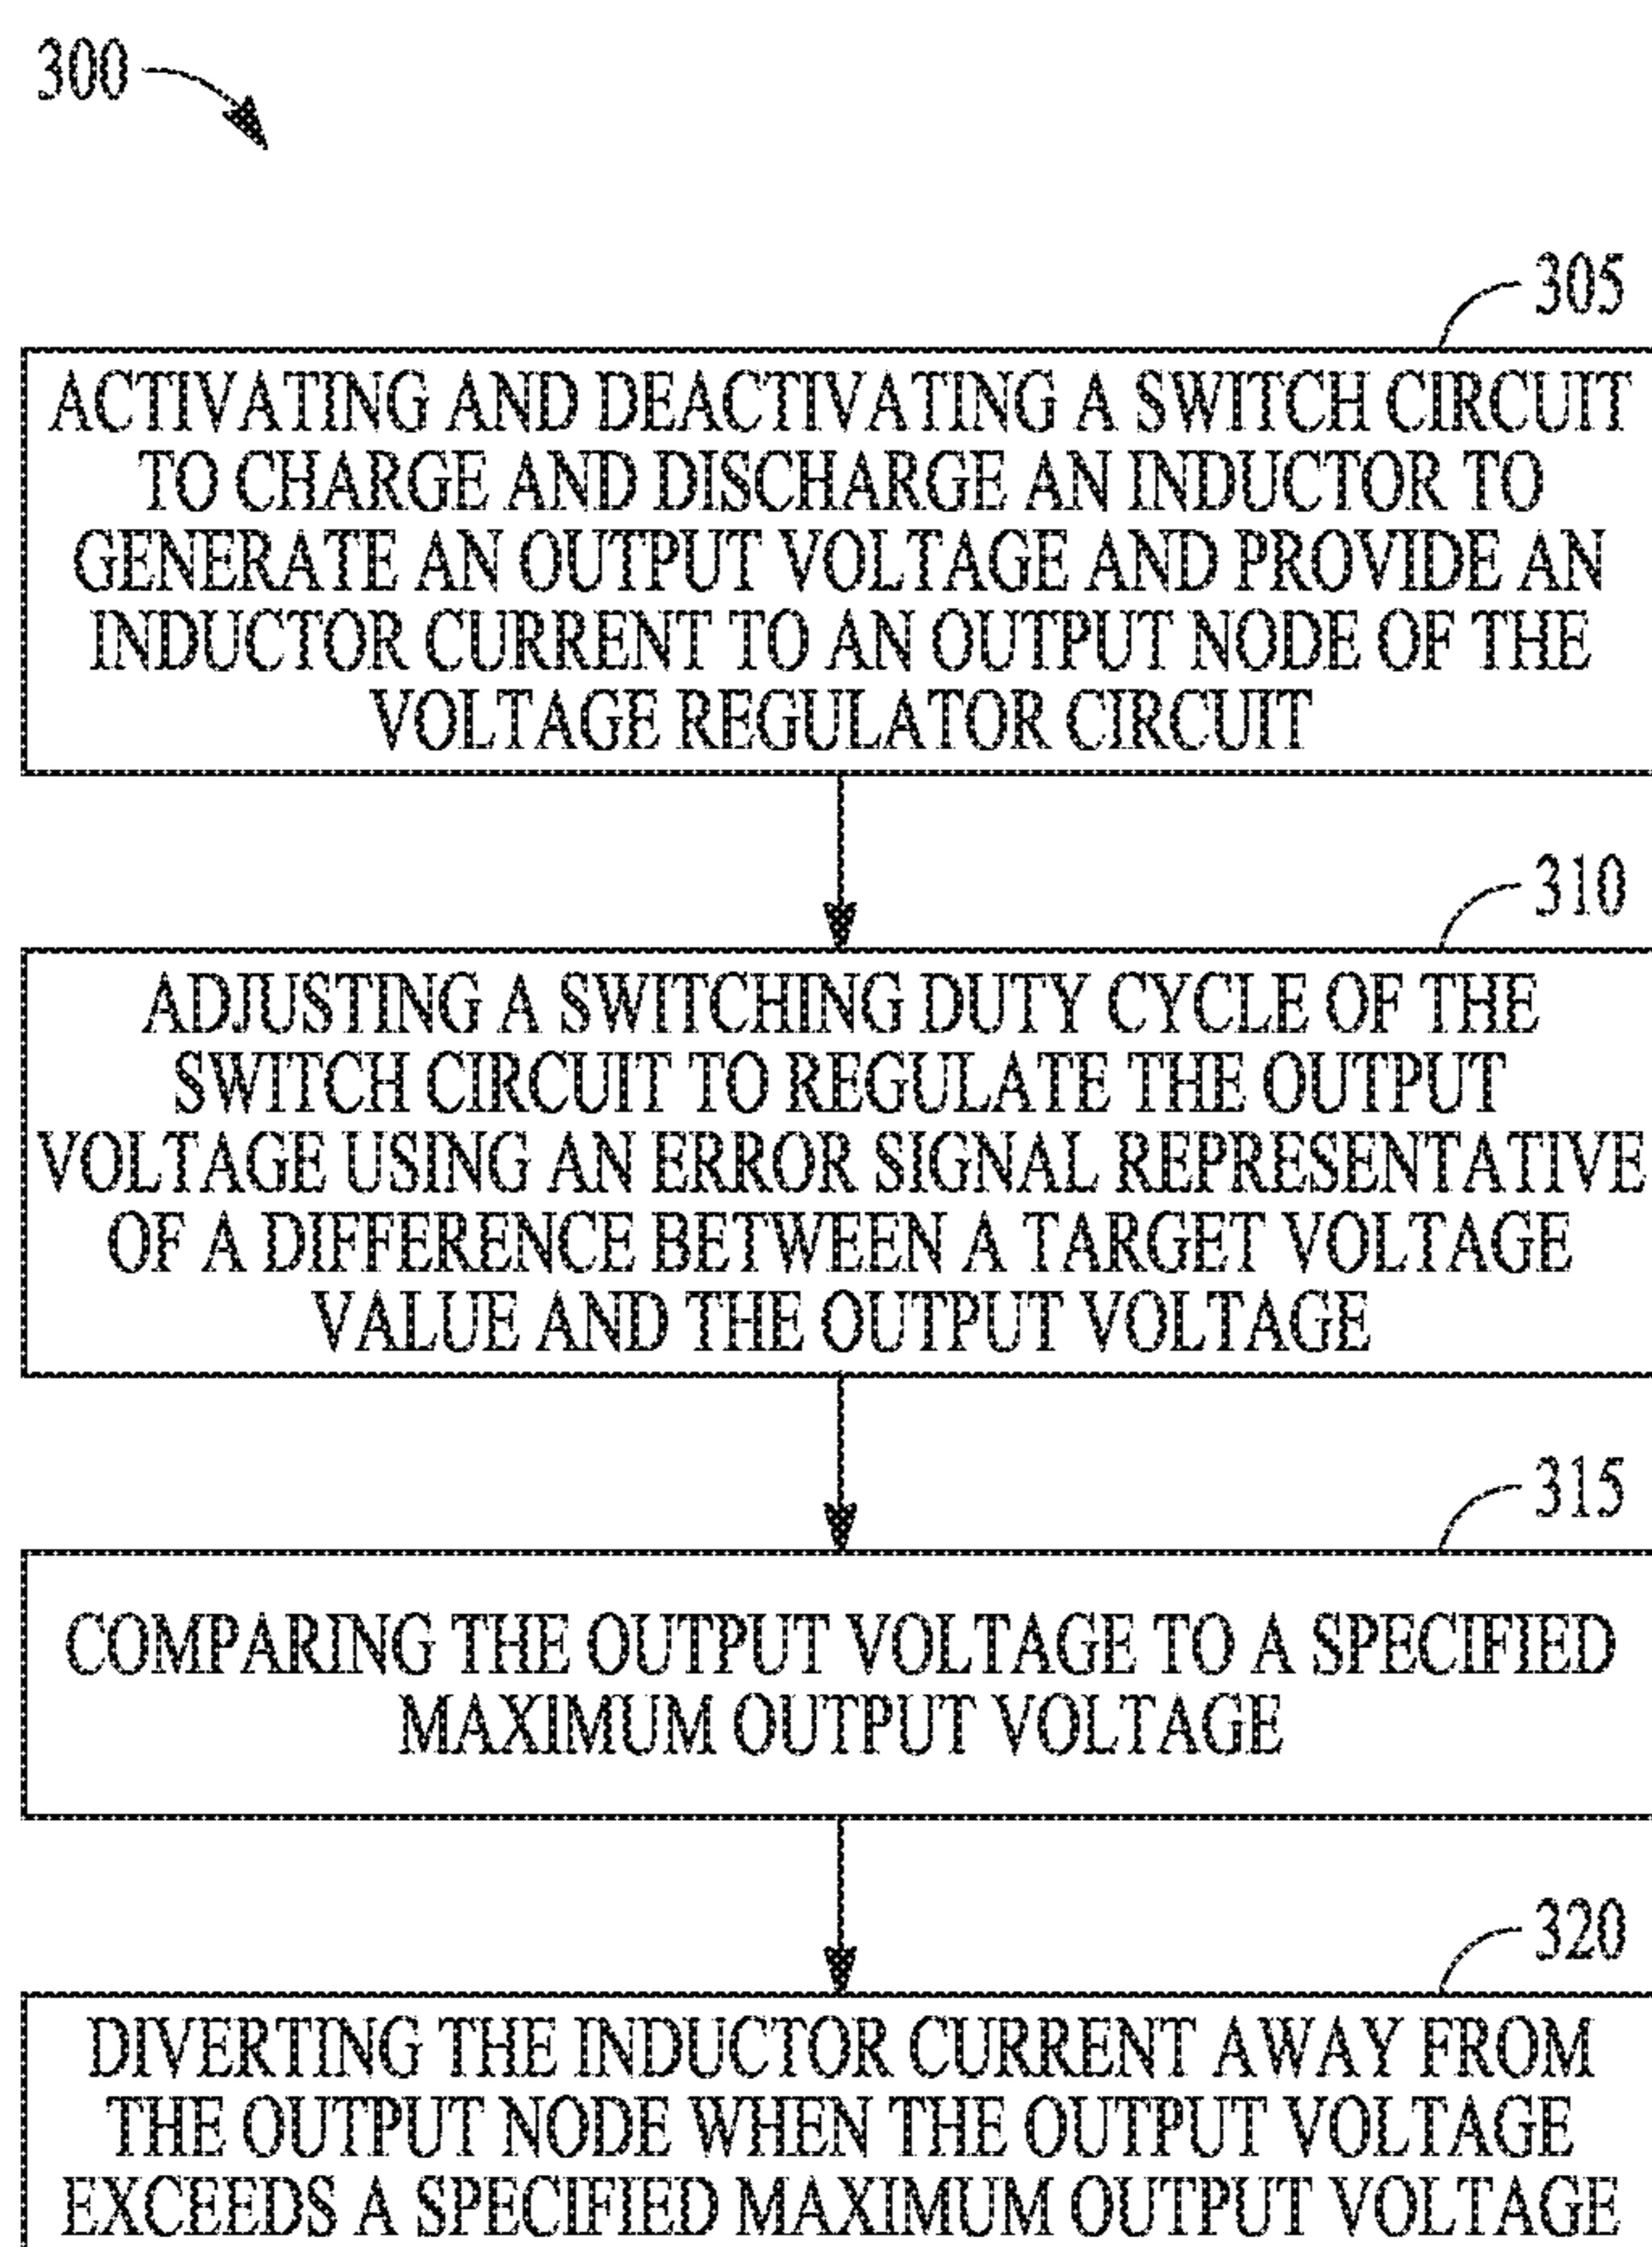 300
305
ACTIVATING AND DEACTIVATING A SWITCH CIRCUIT
TO CHARGE AND DISCHARGE AN INDUCTOR TO
GENERATE AN OUTPUT VOLTAGE AND PROVIDE AN
INDUCTOR CURRENT TO AN OUTPUT NODE OF THE
VOLTAGE REGULATOR CIRCUIT
310
ADJUSTING A SWITCHING DUTY CYCLE OF THE
SWITCH CIRCUIT TO REGULATE THE OUTPUT
VOLTAGE USING AN ERROR SIGNAL REPRESENTATIVE
OF A DIFFERENCE BETWEEN A TARGET VOLTAGE
VALUE AND THE OUTPUT VOLTAGE
315
COMPARING THE OUTPUT VOLTAGE TO A SPECIFIED
MAXIMUM OUTPUT VOLTAGE
320
DIVERTING THE INDUCTOR CURRENT AWAY FROM
THE OUTPUT NODE WHEN THE OUTPUT VOLTAGE
EXCEEDS A SPECIFIED MAXIMUM OUTPUT VOLTAGE